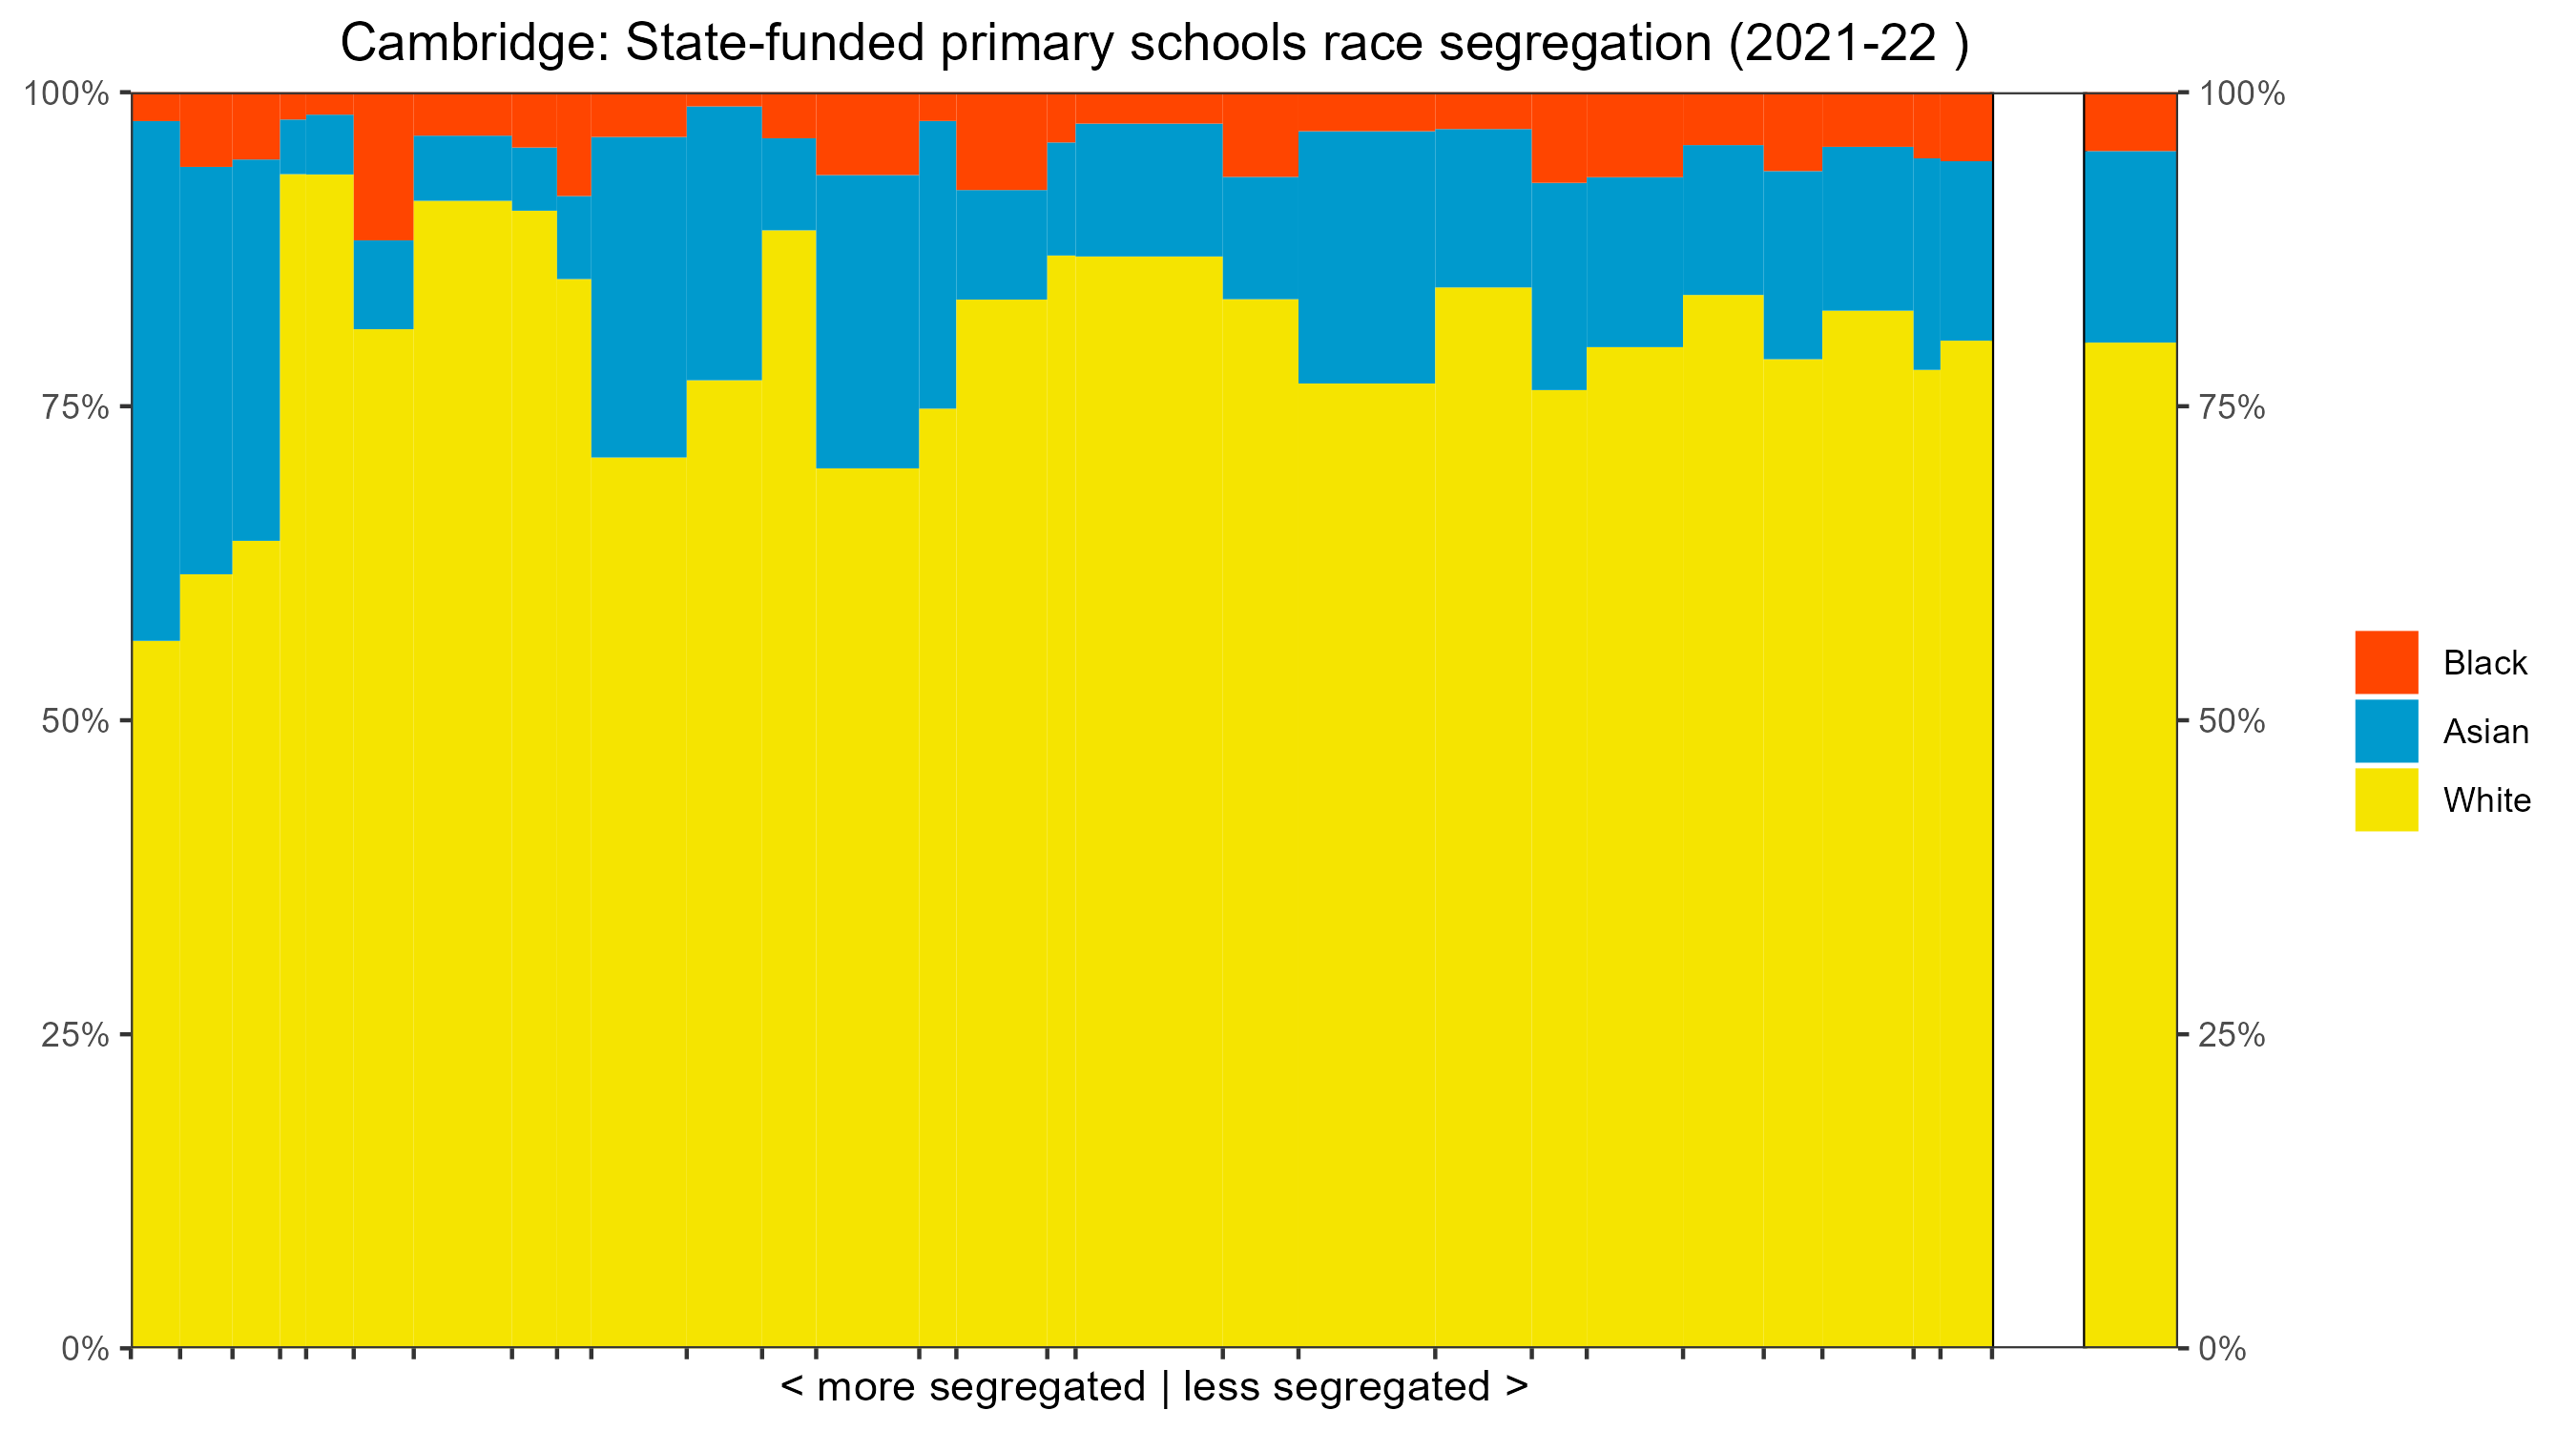 Cambridge: State-funded primary schools race segregation (2021-22 )
100%
75%
50%
25%
0%
100%
75%
50%
25%
0%
Black
Asian
White
< more segregated | less segregated >